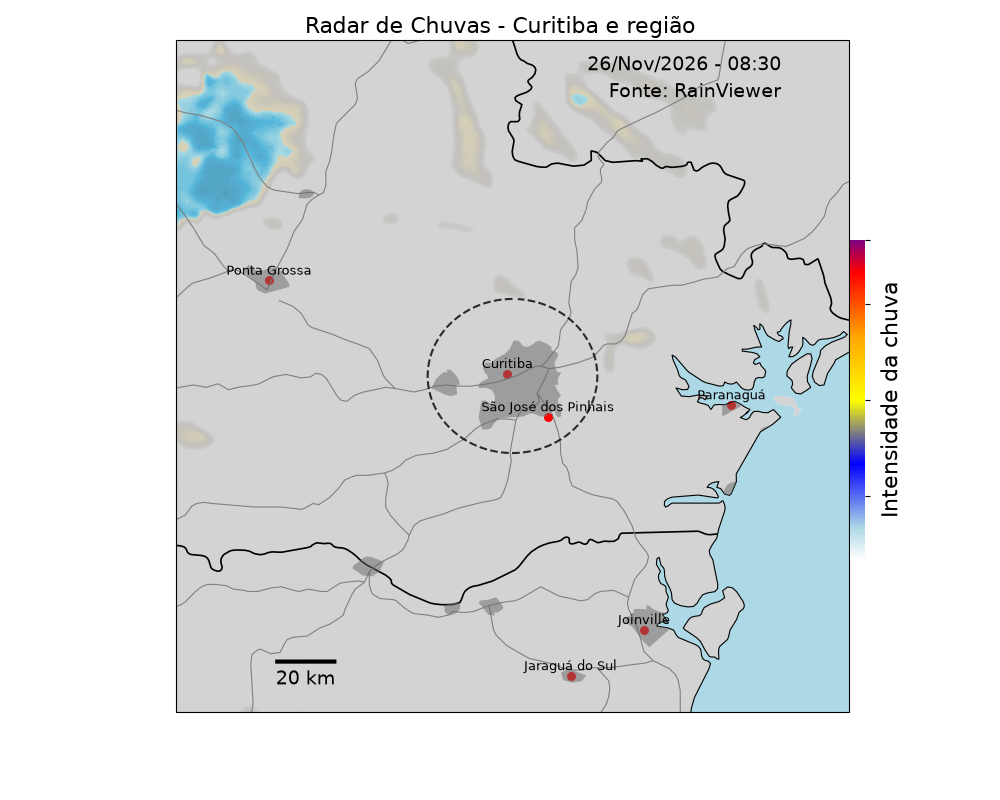 Radar de Chuvas - Curitiba e região
26/Nov/2026 - 08:30
Fonte: RainViewer
Ponta Grossa
Curitiba
São José dos Pinhais
Paranaguá
Intensidade da chuva
Joinville
Jaraguá do Sul
20 km